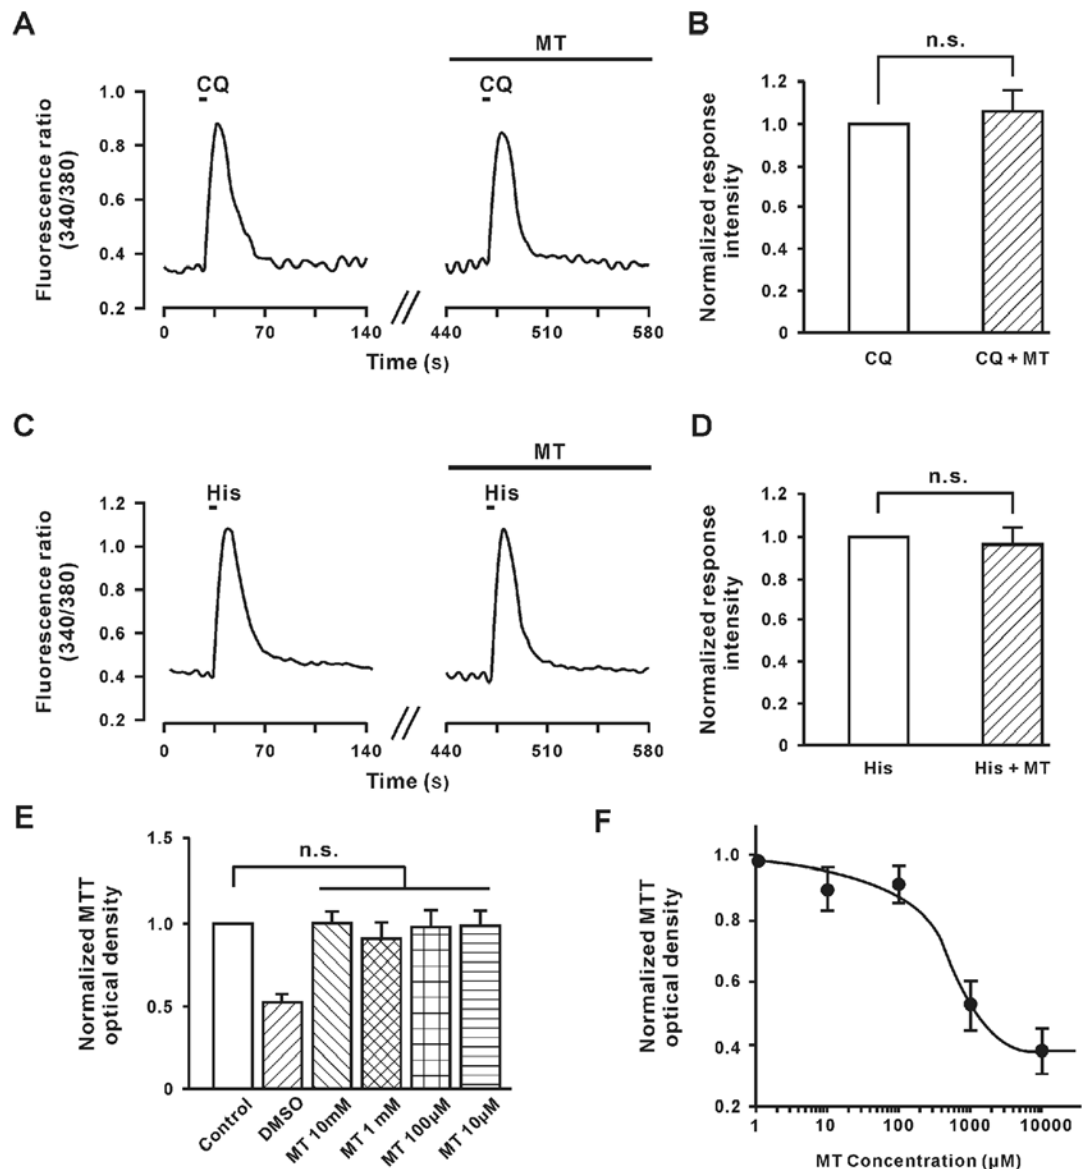 A
MT
CQ
CQ
Fluorescence ratio
(340/380)
1.0
0.8
0.6
0.4
0.2
0
70
140
440
510
580
Time (s)
B
n.s.
Normalized response
intensity
1.2
1.0
0.8
0.6
0.4
0.2
0
CQ
CQ + MT
C
MT
His
His
Fluorescence ratio
(340/380)
1.2
1.0
0.8
0.6
0.4
0.2
0
70
140
440
510
580
Time (s)
D
n.s.
Normalized response
intensity
1.2
1.0
0.8
0.6
0.4
0.2
0
His
His + MT
E
n.s.
Normalized MTT
optical density
1.5
1.0
0.5
0
Control
DMSO
MT 10mM
MT 1 mM
MT 100µM
MT 10µM
F
Normalized MTT
optical density
1.0
0.8
0.6
0.4
0.2
1
10
100
1000
10000
MT Concentration (µM)